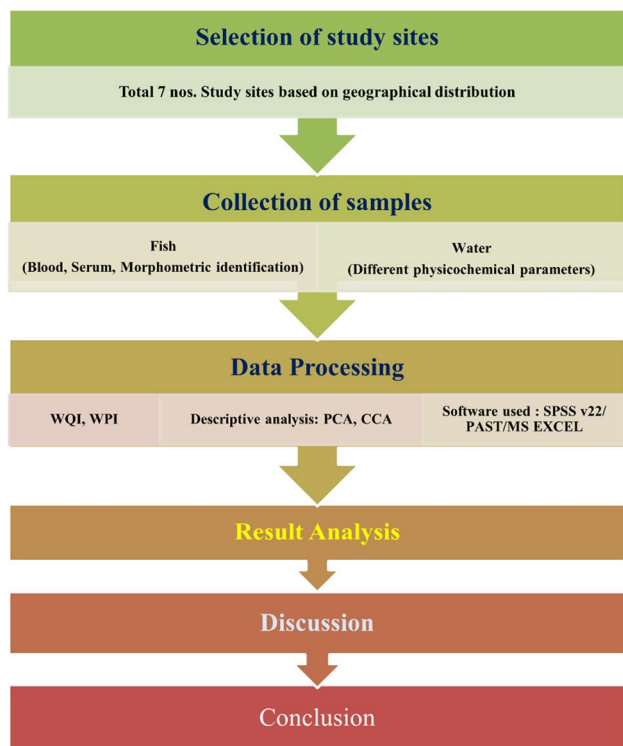 Selection of study sites
Total 7 nos. Study sites based on geographical distribution
Collection of samples
Fish
(Blood, Serum, Morphometric identification)
Water
(Different physicochemical parameters)
Data Processing
WQI, WPI
Descriptive analysis: PCA, CCA
Software used : SPSS v22/
PAST/MS EXCEL
Result Analysis
Discussion
Conclusion